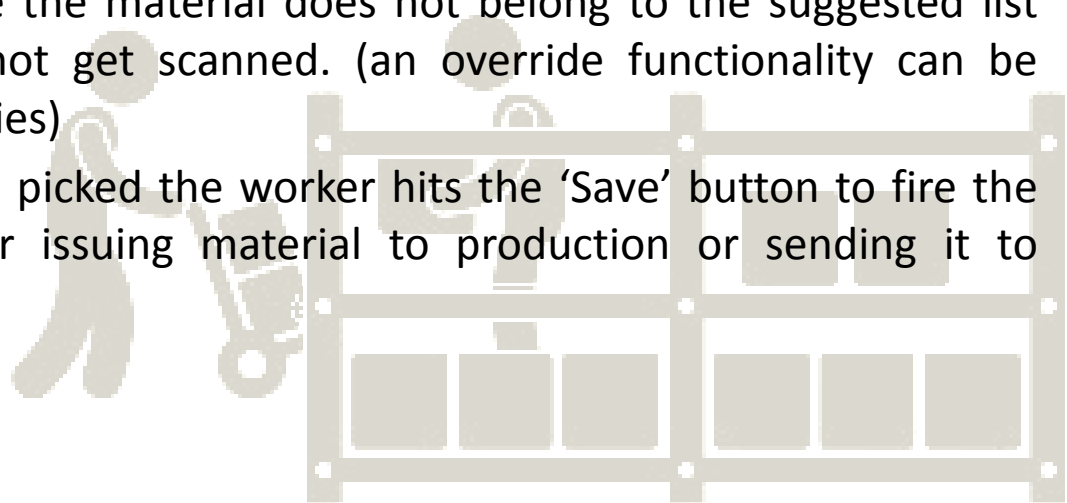 the material does not belong to the suggested list
not get scanned. (an override functionality can be
ies)
picked the worker hits the ‘Save’ button to fire the
r issuing material to production or sending it to